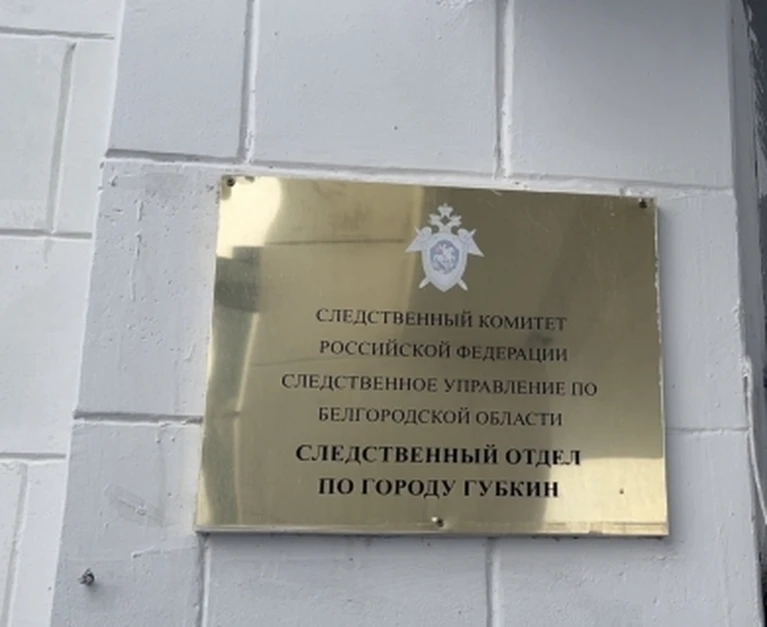 СЛЕДСТВЕННЫЙ КОМИТЕТ
РОССИЙСКОЙ ФЕДЕРАЦИИ
СЛЕДСТВЕННОЕ УПРАВЛЕНИЕ ПО
БЕЛГОРОДСКОЙ ОБЛАСТИ
СЛЕДСТВЕННЫЙ ОТДЕЛ
ПО ГОРОДУ ГУБКИН